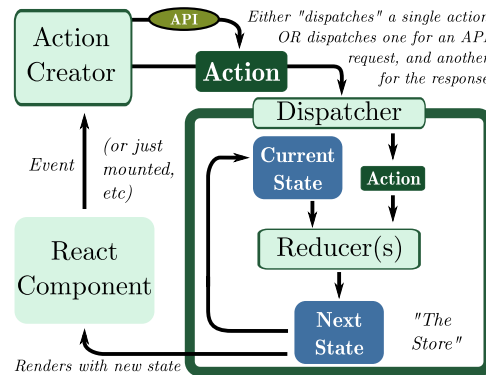 API
Either "dispatches" a single action
OR dispatches one for an API
request, and another
for the response
Action
Creator
Action
Dispatcher
Current
State
Action
Event
(or just
mounted,
etc)
React
Component
Reducer(s)
Next
State
"The
Store"
Renders with new state